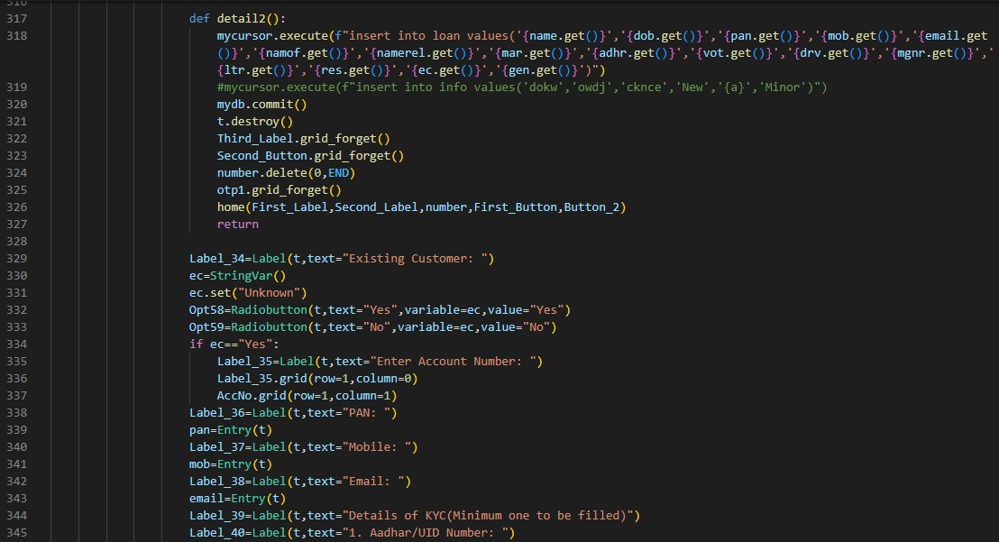 316
317 def detail2():
318 mycursor.execute(f"insert into loan values('{name.get()}','{dob.get()}','{pan.get()}','{mob.get()}','{email.get
()}','{namof.get()}','{namerel.get()}','{mar.get()}','{adhr.get()}','{vot.get()}','{drv.get()}','{mgnr.get()}','
{ltr.get()}','{res.get()}','{ec.get()}','{gen.get()}')")
319 #mycursor.execute(f"insert into info values('dokw','owdj','cknce','New','{a}','Minor')")
320 mydb.commit()
321 t.destroy()
322 Third_Label.grid_forget()
323 Second_Button.grid_forget()
324 number.delete(0,END)
325 otp1.grid_forget()
326 home(First_Label,Second_Label,number,First_Button,Button_2)
327 return
328
329 Label_34=Label(t,text="Existing Customer: ")
330 ec=StringVar()
331 ec.set("Unknown")
332 Opt58=Radiobutton(t,text="Yes",variable=ec,value="Yes")
333 Opt59=Radiobutton(t,text="No",variable=ec,value="No")
334 if ec=="Yes":
335 Label_35=Label(t,text="Enter Account Number: ")
336 Label_35.grid(row=1,column=0)
337 AccNo.grid(row=1,column=1)
338 Label_36=Label(t,text="PAN: ")
339 pan=Entry(t)
340 Label_37=Label(t,text="Mobile: ")
341 mob=Entry(t)
342 Label_38=Label(t,text="Email: ")
343 email=Entry(t)
344 Label_39=Label(t,text="Details of KYC(Minimum one to be filled)")
345 Label_40=Label(t,text="1. Aadhar/UID Number: ")